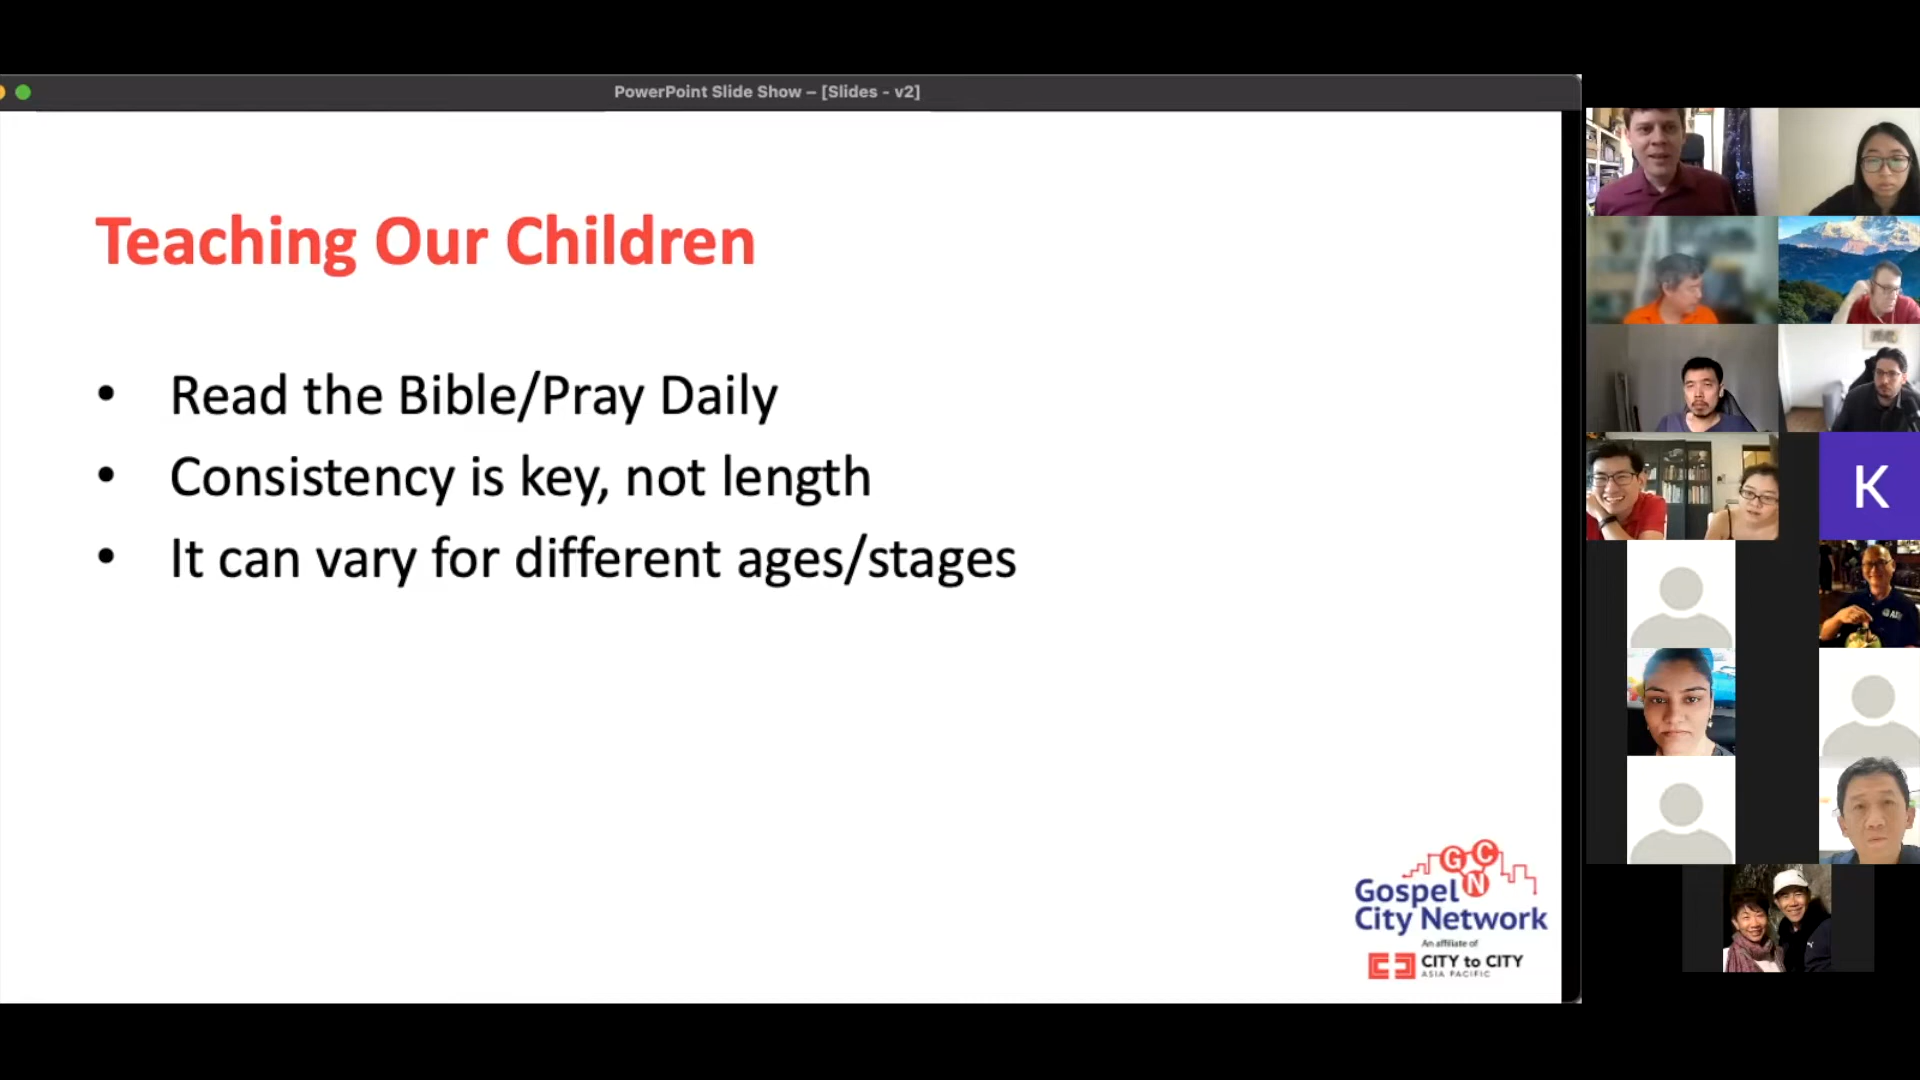 PowerPoint Slide Show – [Slides - v2]
Teaching Our Children
• Read the Bible/Pray Daily
• Consistency is key, not length
• It can vary for different ages/stages
K
G C
N
Gospel
City Network
An affiliate of
CITY to CITY
ASIA PACIFIC